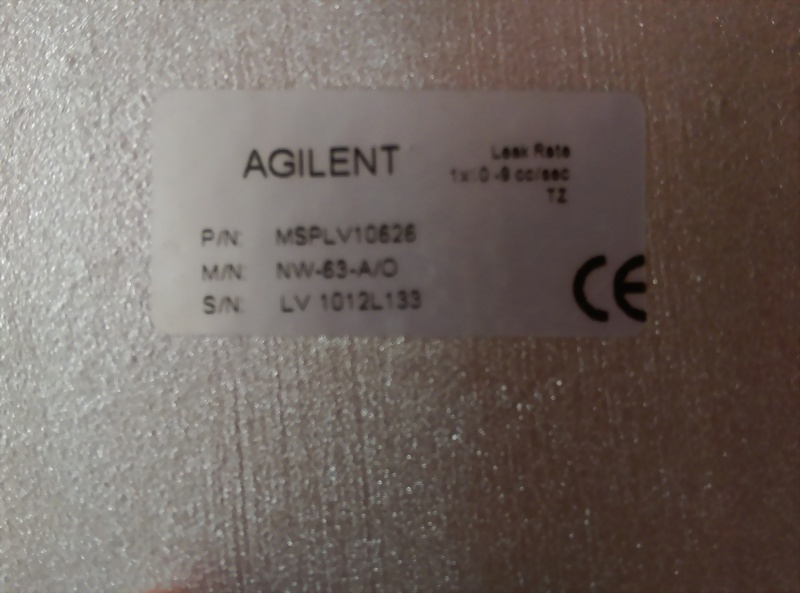 AGILENT
Leak Rate
1x10 -9 cc/sec
TZ
P/N: MSPLV10626
M/N: NW-63-A/O
S/N: LV 1012L133
CE